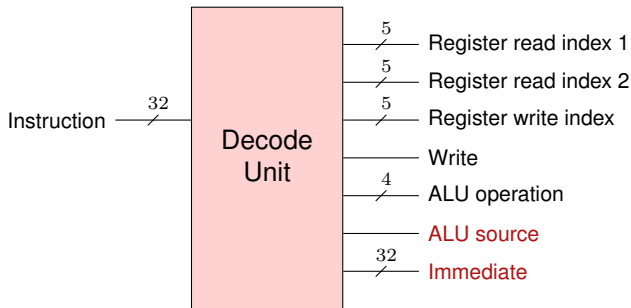 5
Register read index 1
5
Register read index 2
32
Instruction
5
Register write index
Decode
Unit
Write
4
ALU operation
ALU source
32
Immediate